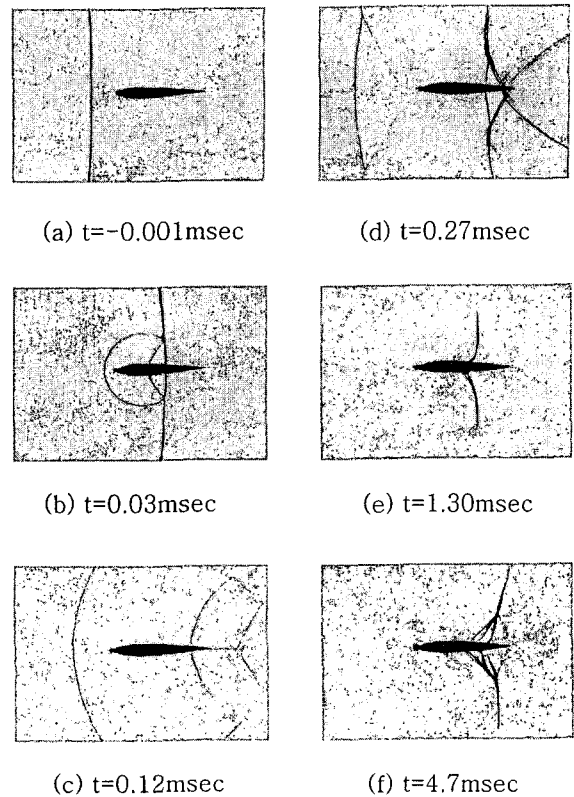 (a) t=-0.001msec
(d) t=0.27msec
(b) t=0.03msec
(e) t=1.30msec
(c) t=0.12msec
(f) t=4.7msec